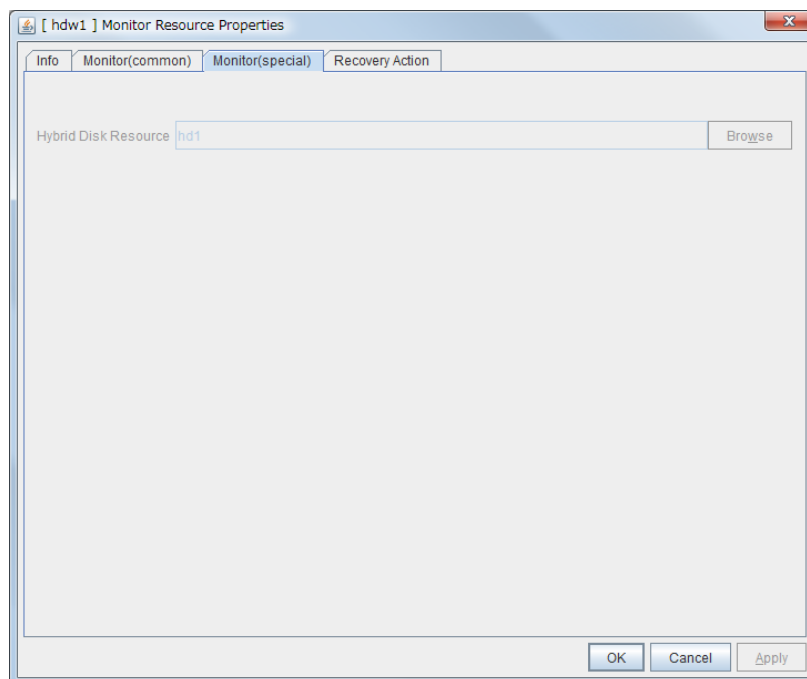 [ hdw1 ] Monitor Resource Properties
Info Monitor(common) Monitor(special) Recovery Action
Hybrid Disk Resource hd1 Browse
OK Cancel Apply